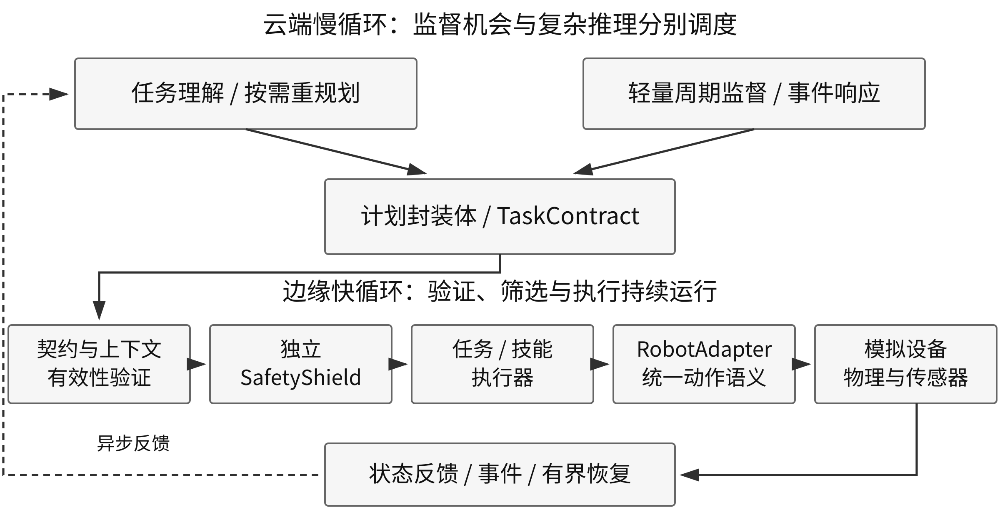 云端慢循环：监督机会与复杂推理分别调度
任务理解 / 按需重规划
轻量周期监督 / 事件响应
计划封装体 / TaskContract
边缘快循环：验证、筛选与执行持续运行
契约与上下文
有效性验证
独立
SafetyShield
任务 / 技能
执行器
RobotAdapter
统一动作语义
模拟设备
物理与传感器
异步反馈
状态反馈 / 事件 / 有界恢复